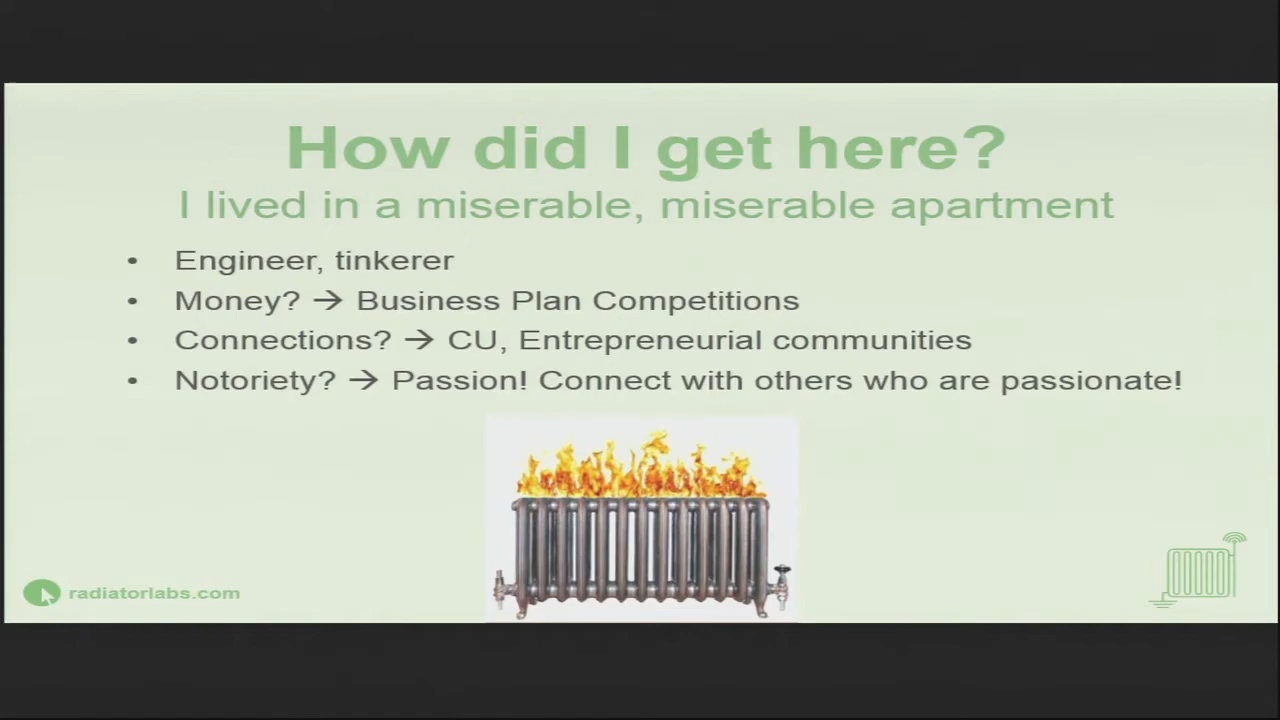 How did I get here?
I lived in a miserable, miserable apartment
• Engineer, tinkerer
• Money? → Business Plan Competitions
• Connections? → CU, Entrepreneurial communities
• Notoriety? → Passion! Connect with others who are passionate!
radiatorlabs.com